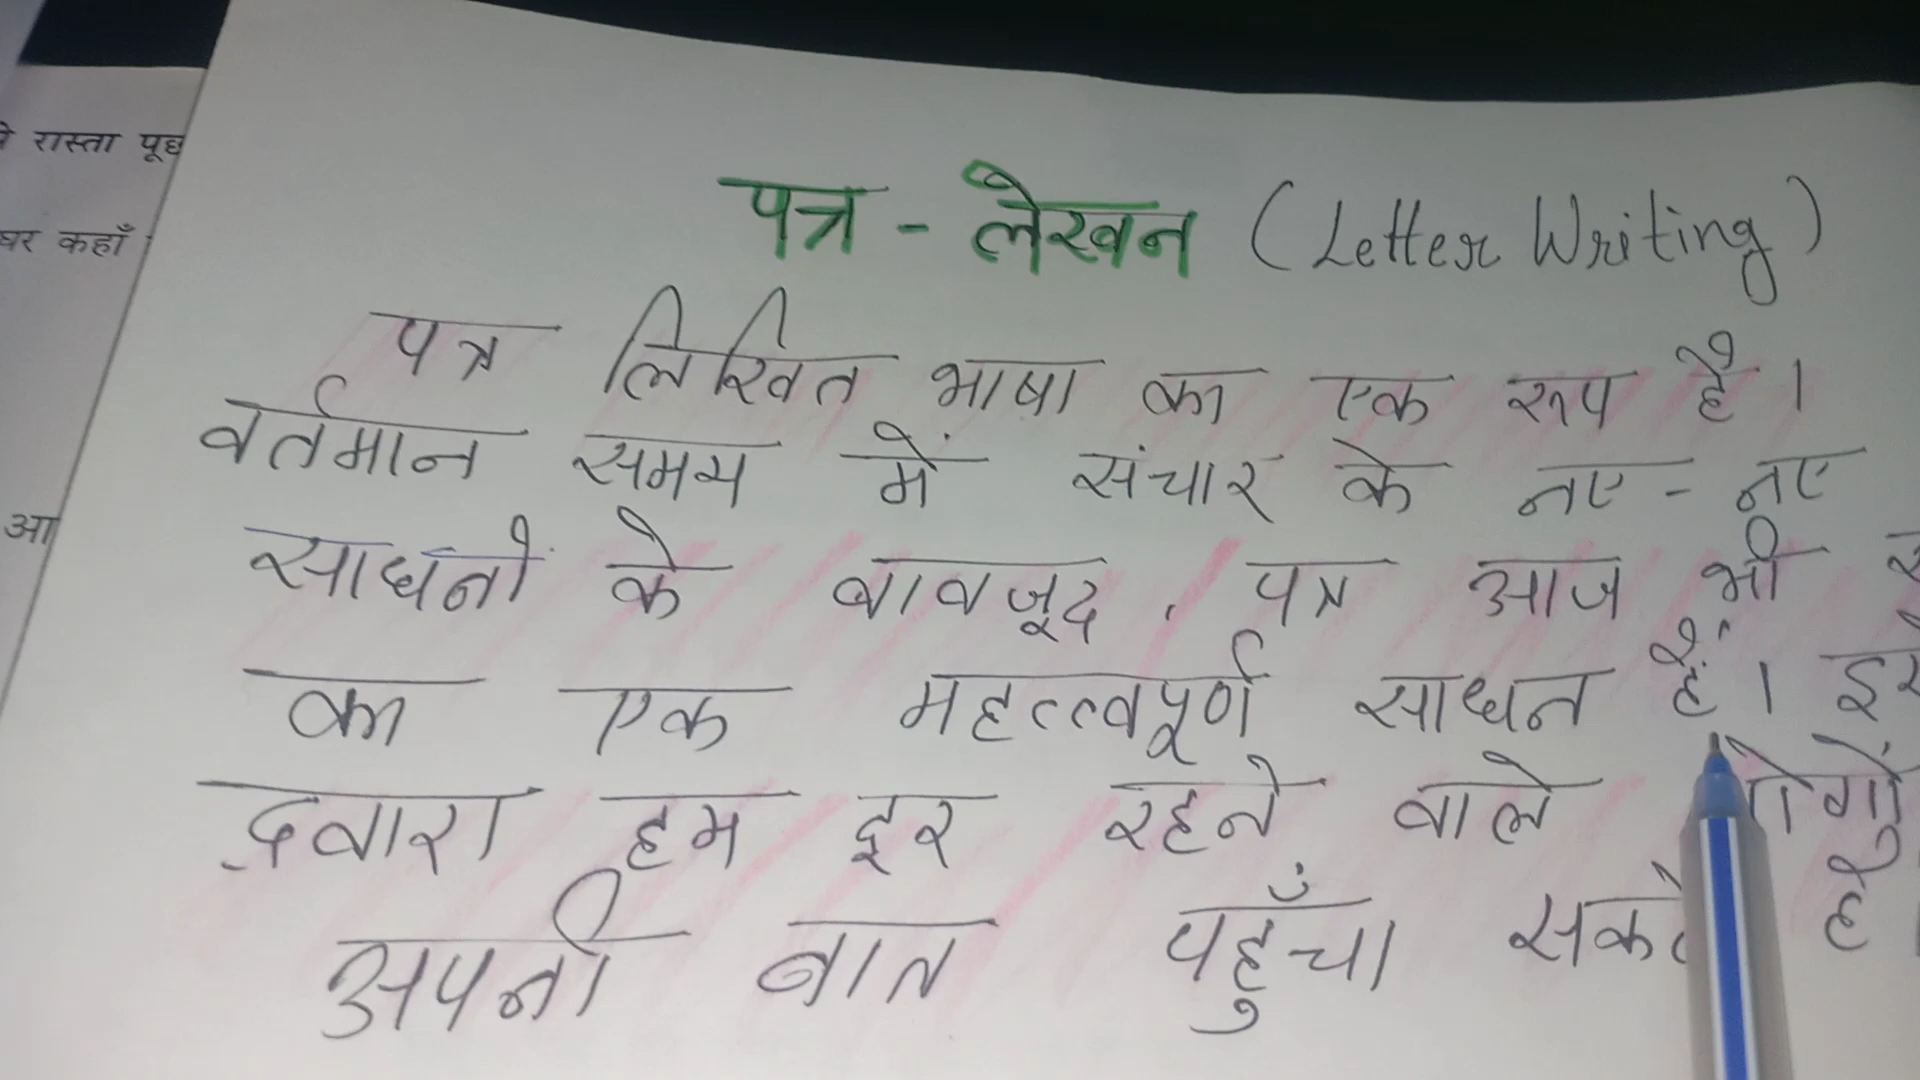 रास्ता पूछ
घर कहाँ
आ
पत्र - लेखन (Letter Writing)
पत्र लिखित भाषा का एक रूप है।
वर्तमान समय में संचार के नए - नए
साधनों के बावजूद, पत्र आज भी
का एक महत्त्वपूर्ण साधन हैं।
द्वारा हम दूर रहने वाले
अपनी बात पहुँचा